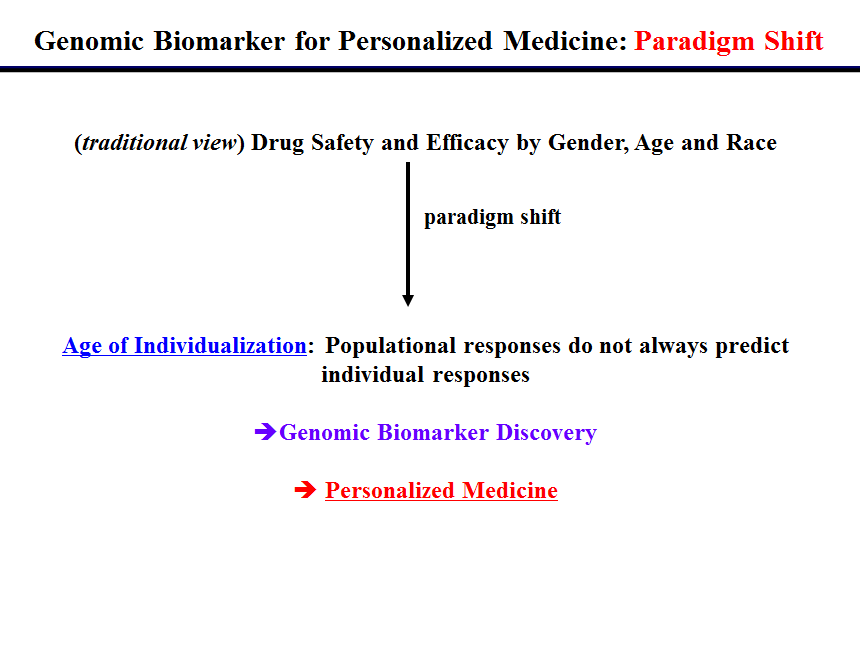 Genomic Biomarker for Personalized Medicine: Paradigm Shift
(traditional view) Drug Safety and Efficacy by Gender, Age and Race
paradigm shift
Age of Individualization: Populational responses do not always predict
individual responses
➔Genomic Biomarker Discovery
➔ Personalized Medicine